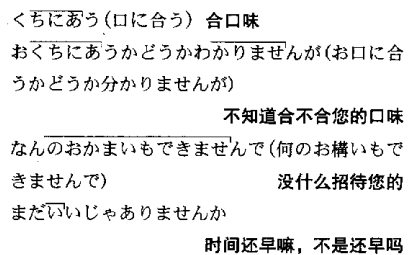 くちにあう(口に合う) 合口味
おくちにあうかどうかわかりませんが(お口に合
うかどうか分かりませんが)
不知道合不合您的口味
なんのおかまいもできませんで(何のお構いもで
きませんで) 没什么招待您的
まだいいじゃありませんか
时间还早嘛，不是还早吗